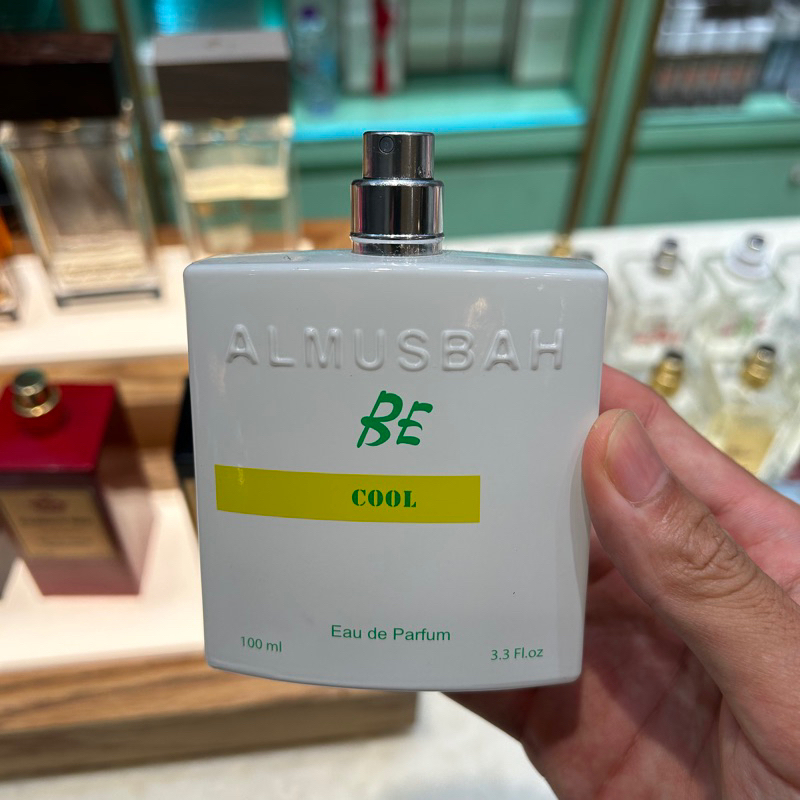 ALMUSBAH
BE
COOL
Eau de Parfum
100 ml
3.3 Fl.oz